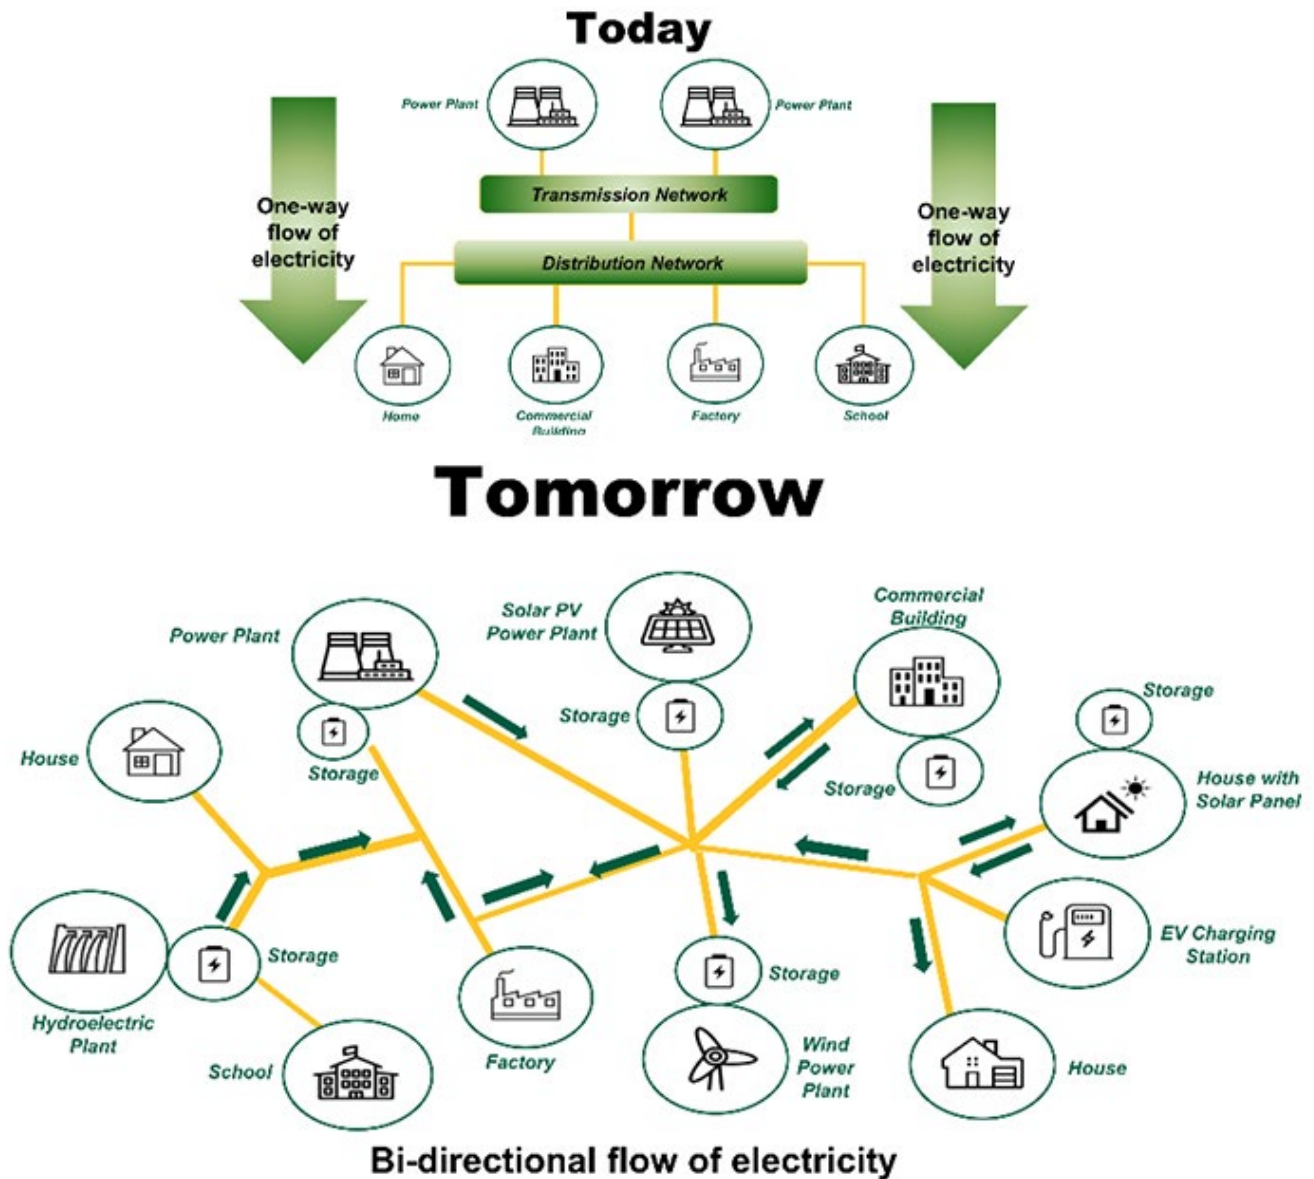 Today
Power Plant
Power Plant
Transmission Network
One-way
flow of
electricity
One-way
flow of
electricity
Distribution Network
Home
Commercial
Building
Factory
School
Tomorrow
Power Plant
Solar PV
Power Plant
Commercial
Building
Storage
Storage
House
Storage
Storage
House with
Solar Panel
Storage
Hydroelectric
Plant
School
Factory
Storage
Wind
Power
Plant
EV Charging
Station
House
Bi-directional flow of electricity